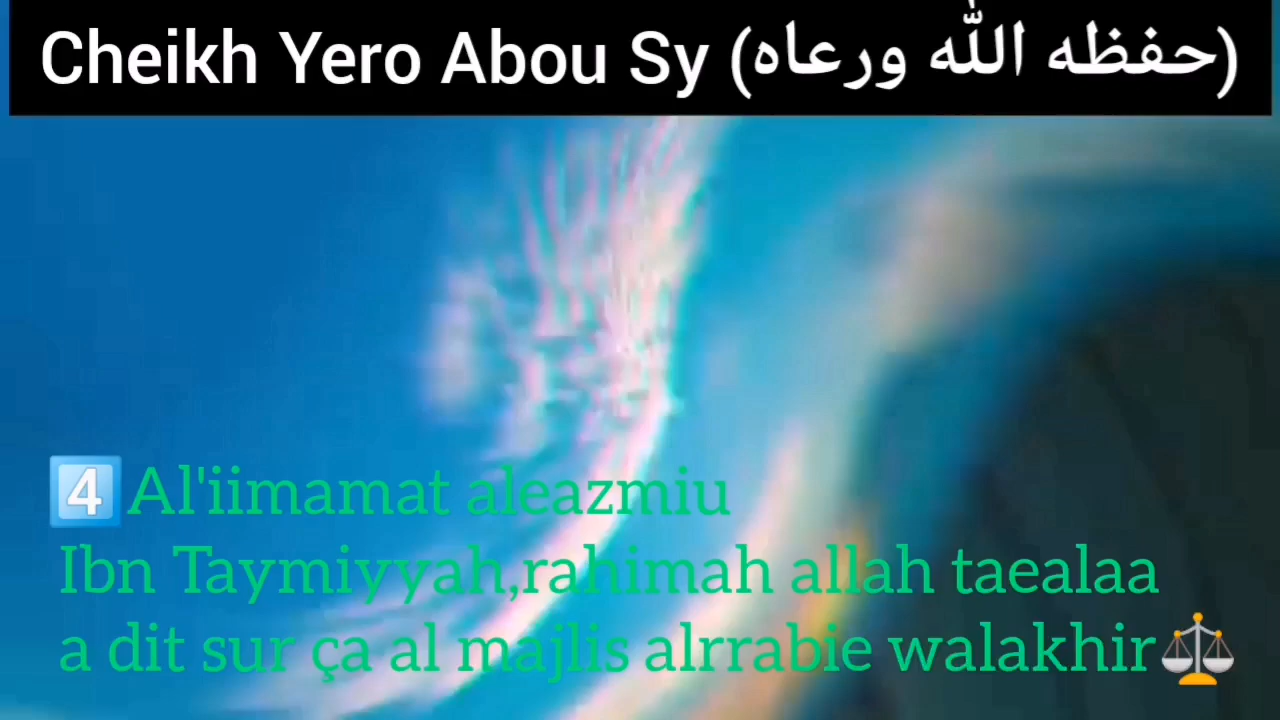 Cheikh Yero Abou Sy (حفظه الله ورعاه)
4️⃣Al'iimamat aleazmiu
Ibn Taymiyyah,rahimah allah taealaa
a dit sur ça al majlis alrrabie walakhir⚖️